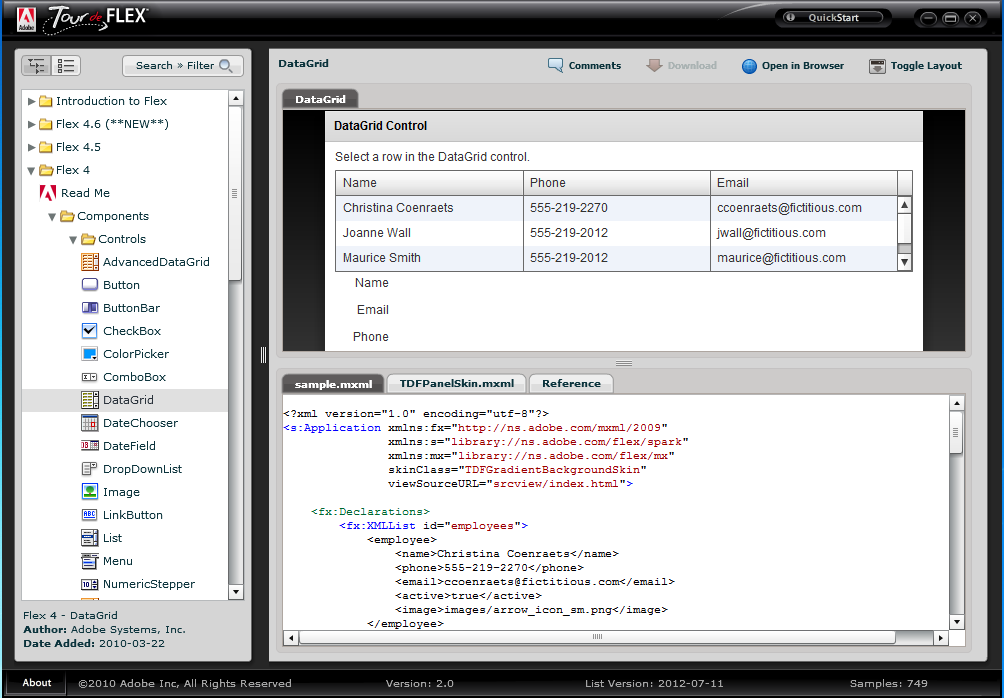 Adobe
Tour de FLEX
QuickStart
Search » Filter
Introduction to Flex
Flex 4.6 (**NEW**)
Flex 4.5
Flex 4
Read Me
Components
Controls
AdvancedDataGrid
Button
ButtonBar
CheckBox
ColorPicker
ComboBox
DataGrid
DateChooser
DateField
DropDownList
Image
LinkButton
List
Menu
NumericStepper
Flex 4 - DataGrid
Author: Adobe Systems, Inc.
Date Added: 2010-03-22
DataGrid
Comments
Download
Open in Browser
Toggle Layout
DataGrid
DataGrid Control
Select a row in the DataGrid control.
Name Phone Email
Christina Coenraets 555-219-2270 ccoenraets@fictitious.com
Joanne Wall 555-219-2012 jwall@fictitious.com
Maurice Smith 555-219-2012 maurice@fictitious.com
Name
Email
Phone
sample.mxml TDFPanelSkin.mxml Reference
<?xml version="1.0" encoding="utf-8"?>
<s:Application xmlns:fx="http://ns.adobe.com/mxml/2009"
xmlns:s="library://ns.adobe.com/flex/spark"
xmlns:mx="library://ns.adobe.com/flex/mx"
skinClass="TDFGradientBackgroundSkin"
viewSourceURL="srcview/index.html">
<fx:Declarations>
<fx:XMLList id="employees">
<employee>
<name>Christina Coenraets</name>
<phone>555-219-2270</phone>
<email>ccoenraets@fictitious.com</email>
<active>true</active>
<image>images/arrow_icon_sm.png</image>
</employee>
About
©2010 Adobe Inc, All Rights Reserved
Version: 2.0
List Version: 2012-07-11
Samples: 749